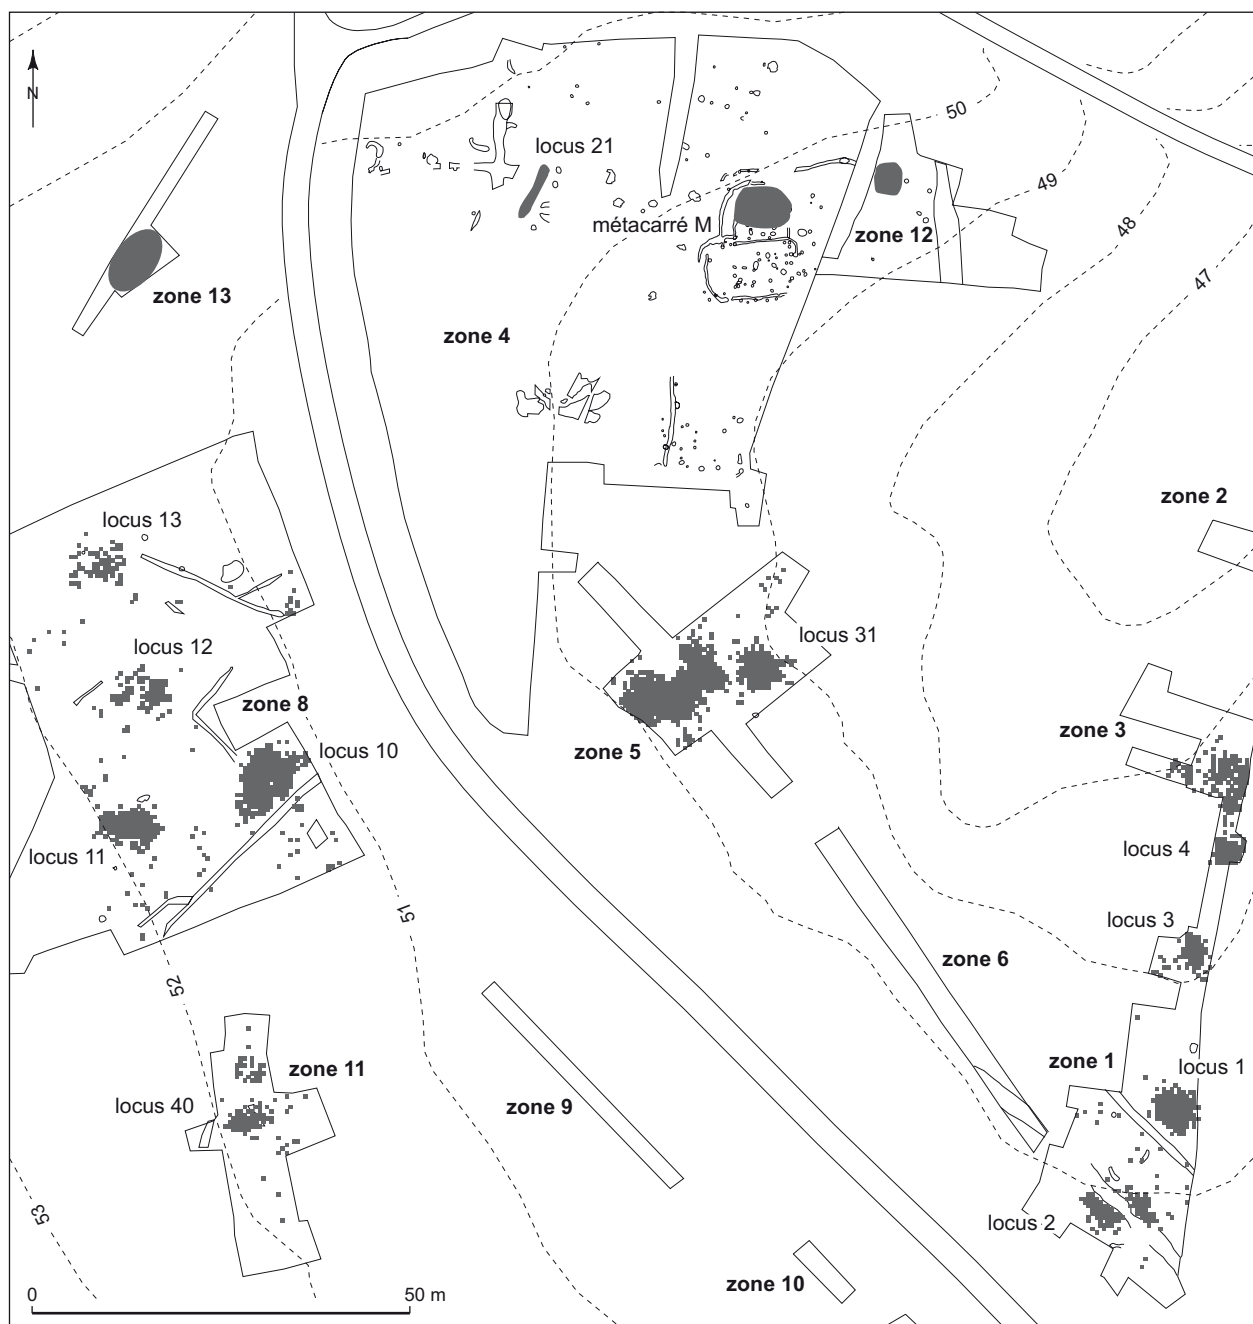 N
50
locus 21
49
métacarré M
zone 12
48
47
zone 13
zone 4
zone 2
locus 13
locus 31
locus 12
zone 8
zone 3
locus 10
zone 5
locus 4
locus 11
51
locus 3
zone 6
52
zone 11
zone 1
locus 1
locus 40
zone 9
53
locus 2
zone 10
0
50 m